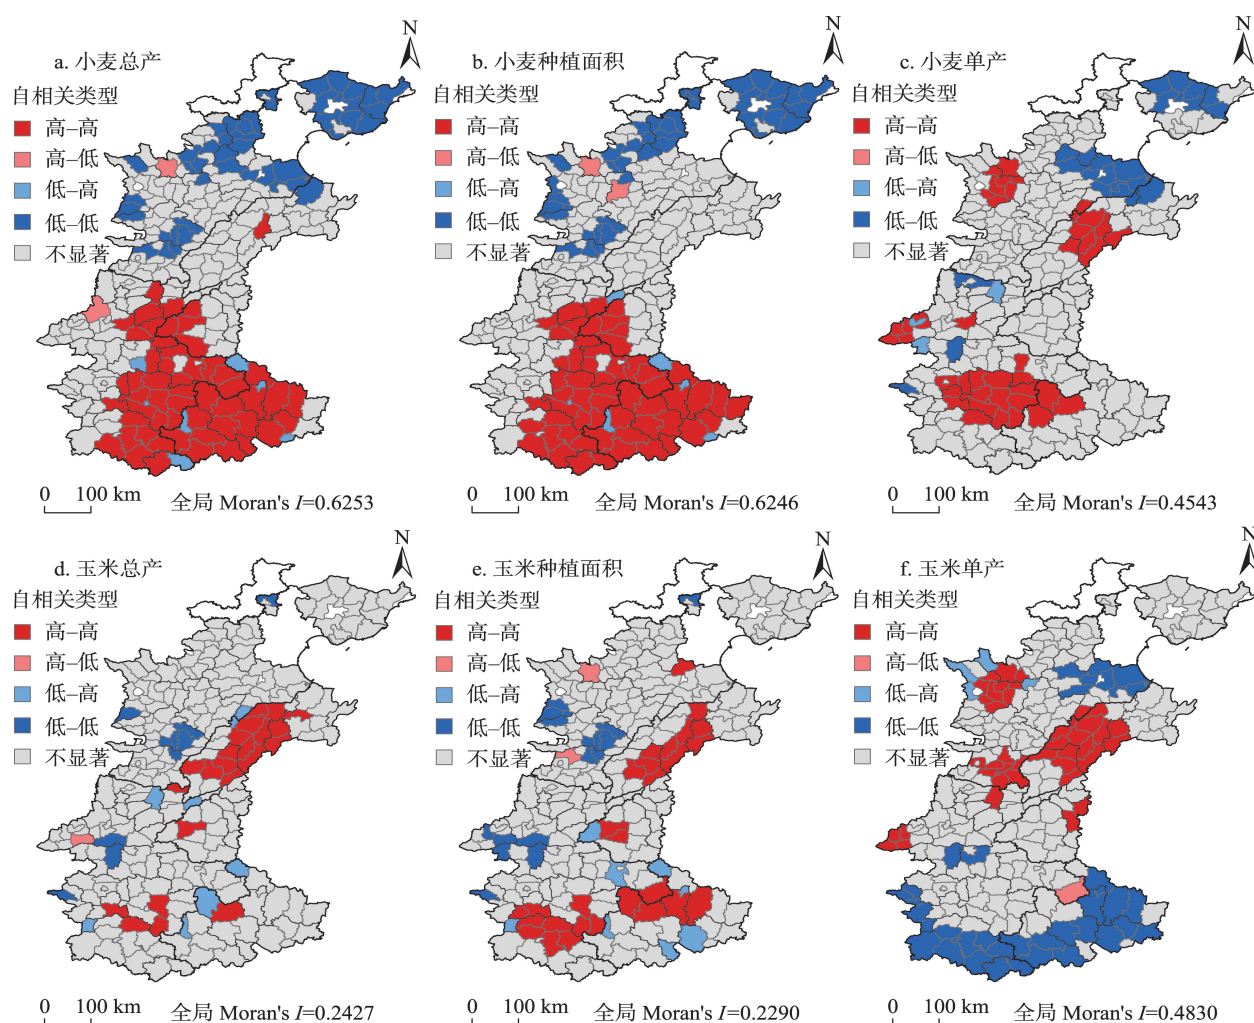 N
a. 小麦总产
自相关类型
高–高
高–低
低–高
低–低
不显著
0 100 km
全局 Moran's I=0.6253
N
b. 小麦种植面积
自相关类型
高–高
高–低
低–高
低–低
不显著
0 100 km
全局 Moran's I=0.6246
N
c. 小麦单产
自相关类型
高–高
高–低
低–高
低–低
不显著
0 100 km
全局 Moran's I=0.4543
N
d. 玉米总产
自相关类型
高–高
高–低
低–高
低–低
不显著
0 100 km
全局 Moran's I=0.2427
N
e. 玉米种植面积
自相关类型
高–高
高–低
低–高
低–低
不显著
0 100 km
全局 Moran's I=0.2290
N
f. 玉米单产
自相关类型
高–高
高–低
低–高
低–低
不显著
0 100 km
全局 Moran's I=0.4830